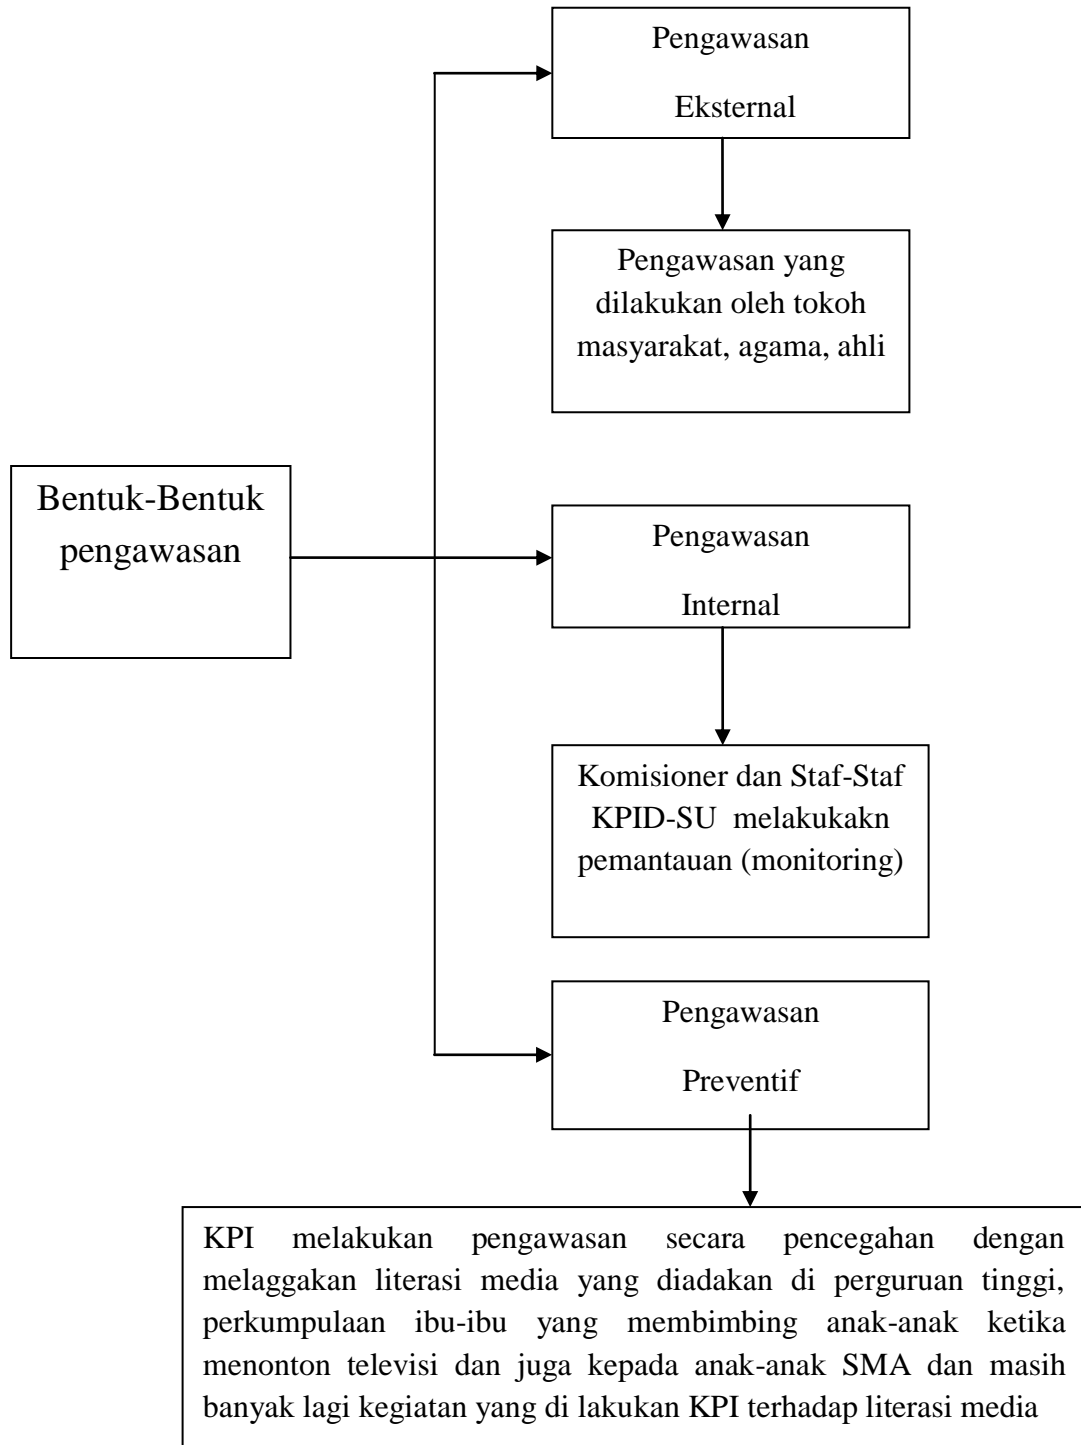 Pengawasan
Eksternal
Pengawasan yang
dilakukan oleh tokoh
masyarakat, agama, ahli
Bentuk-Bentuk
pengawasan
Pengawasan
Internal
Komisioner dan Staf-Staf
KPID-SU melakukakn
pemantauan (monitoring)
Pengawasan
Preventif
KPI melakukan pengawasan secara pencegahan dengan
melaggakan literasi media yang diadakan di perguruan tinggi,
perkumpulaan ibu-ibu yang membimbing anak-anak ketika
menonton televisi dan juga kepada anak-anak SMA dan masih
banyak lagi kegiatan yang di lakukan KPI terhadap literasi media